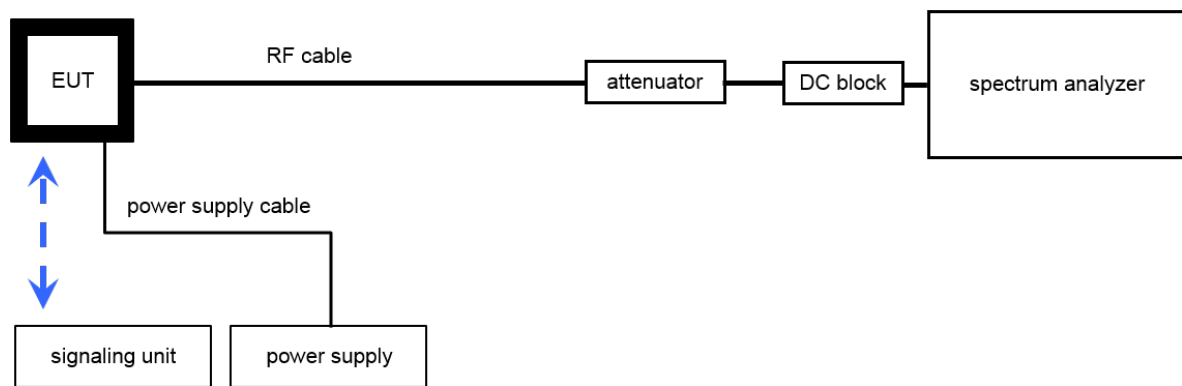 EUT
RF cable
attenuator
DC block
spectrum analyzer
power supply cable
signaling unit
power supply